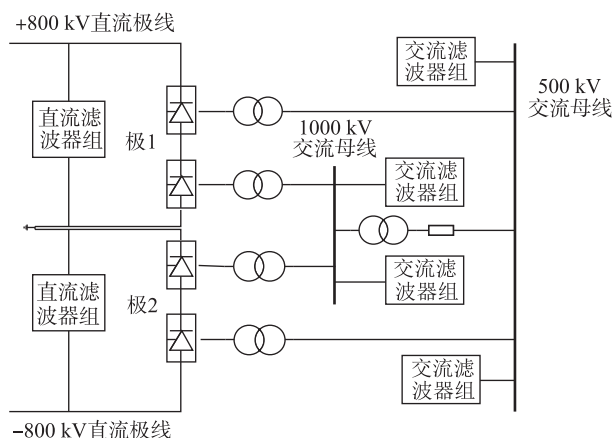 +800 kV直流极线
交流滤
波器组
500 kV
交流母线
直流滤
波器组
极1
1000 kV
交流母线
交流滤
波器组
直流滤
波器组
极2
交流滤
波器组
交流滤
波器组
−800 kV直流极线